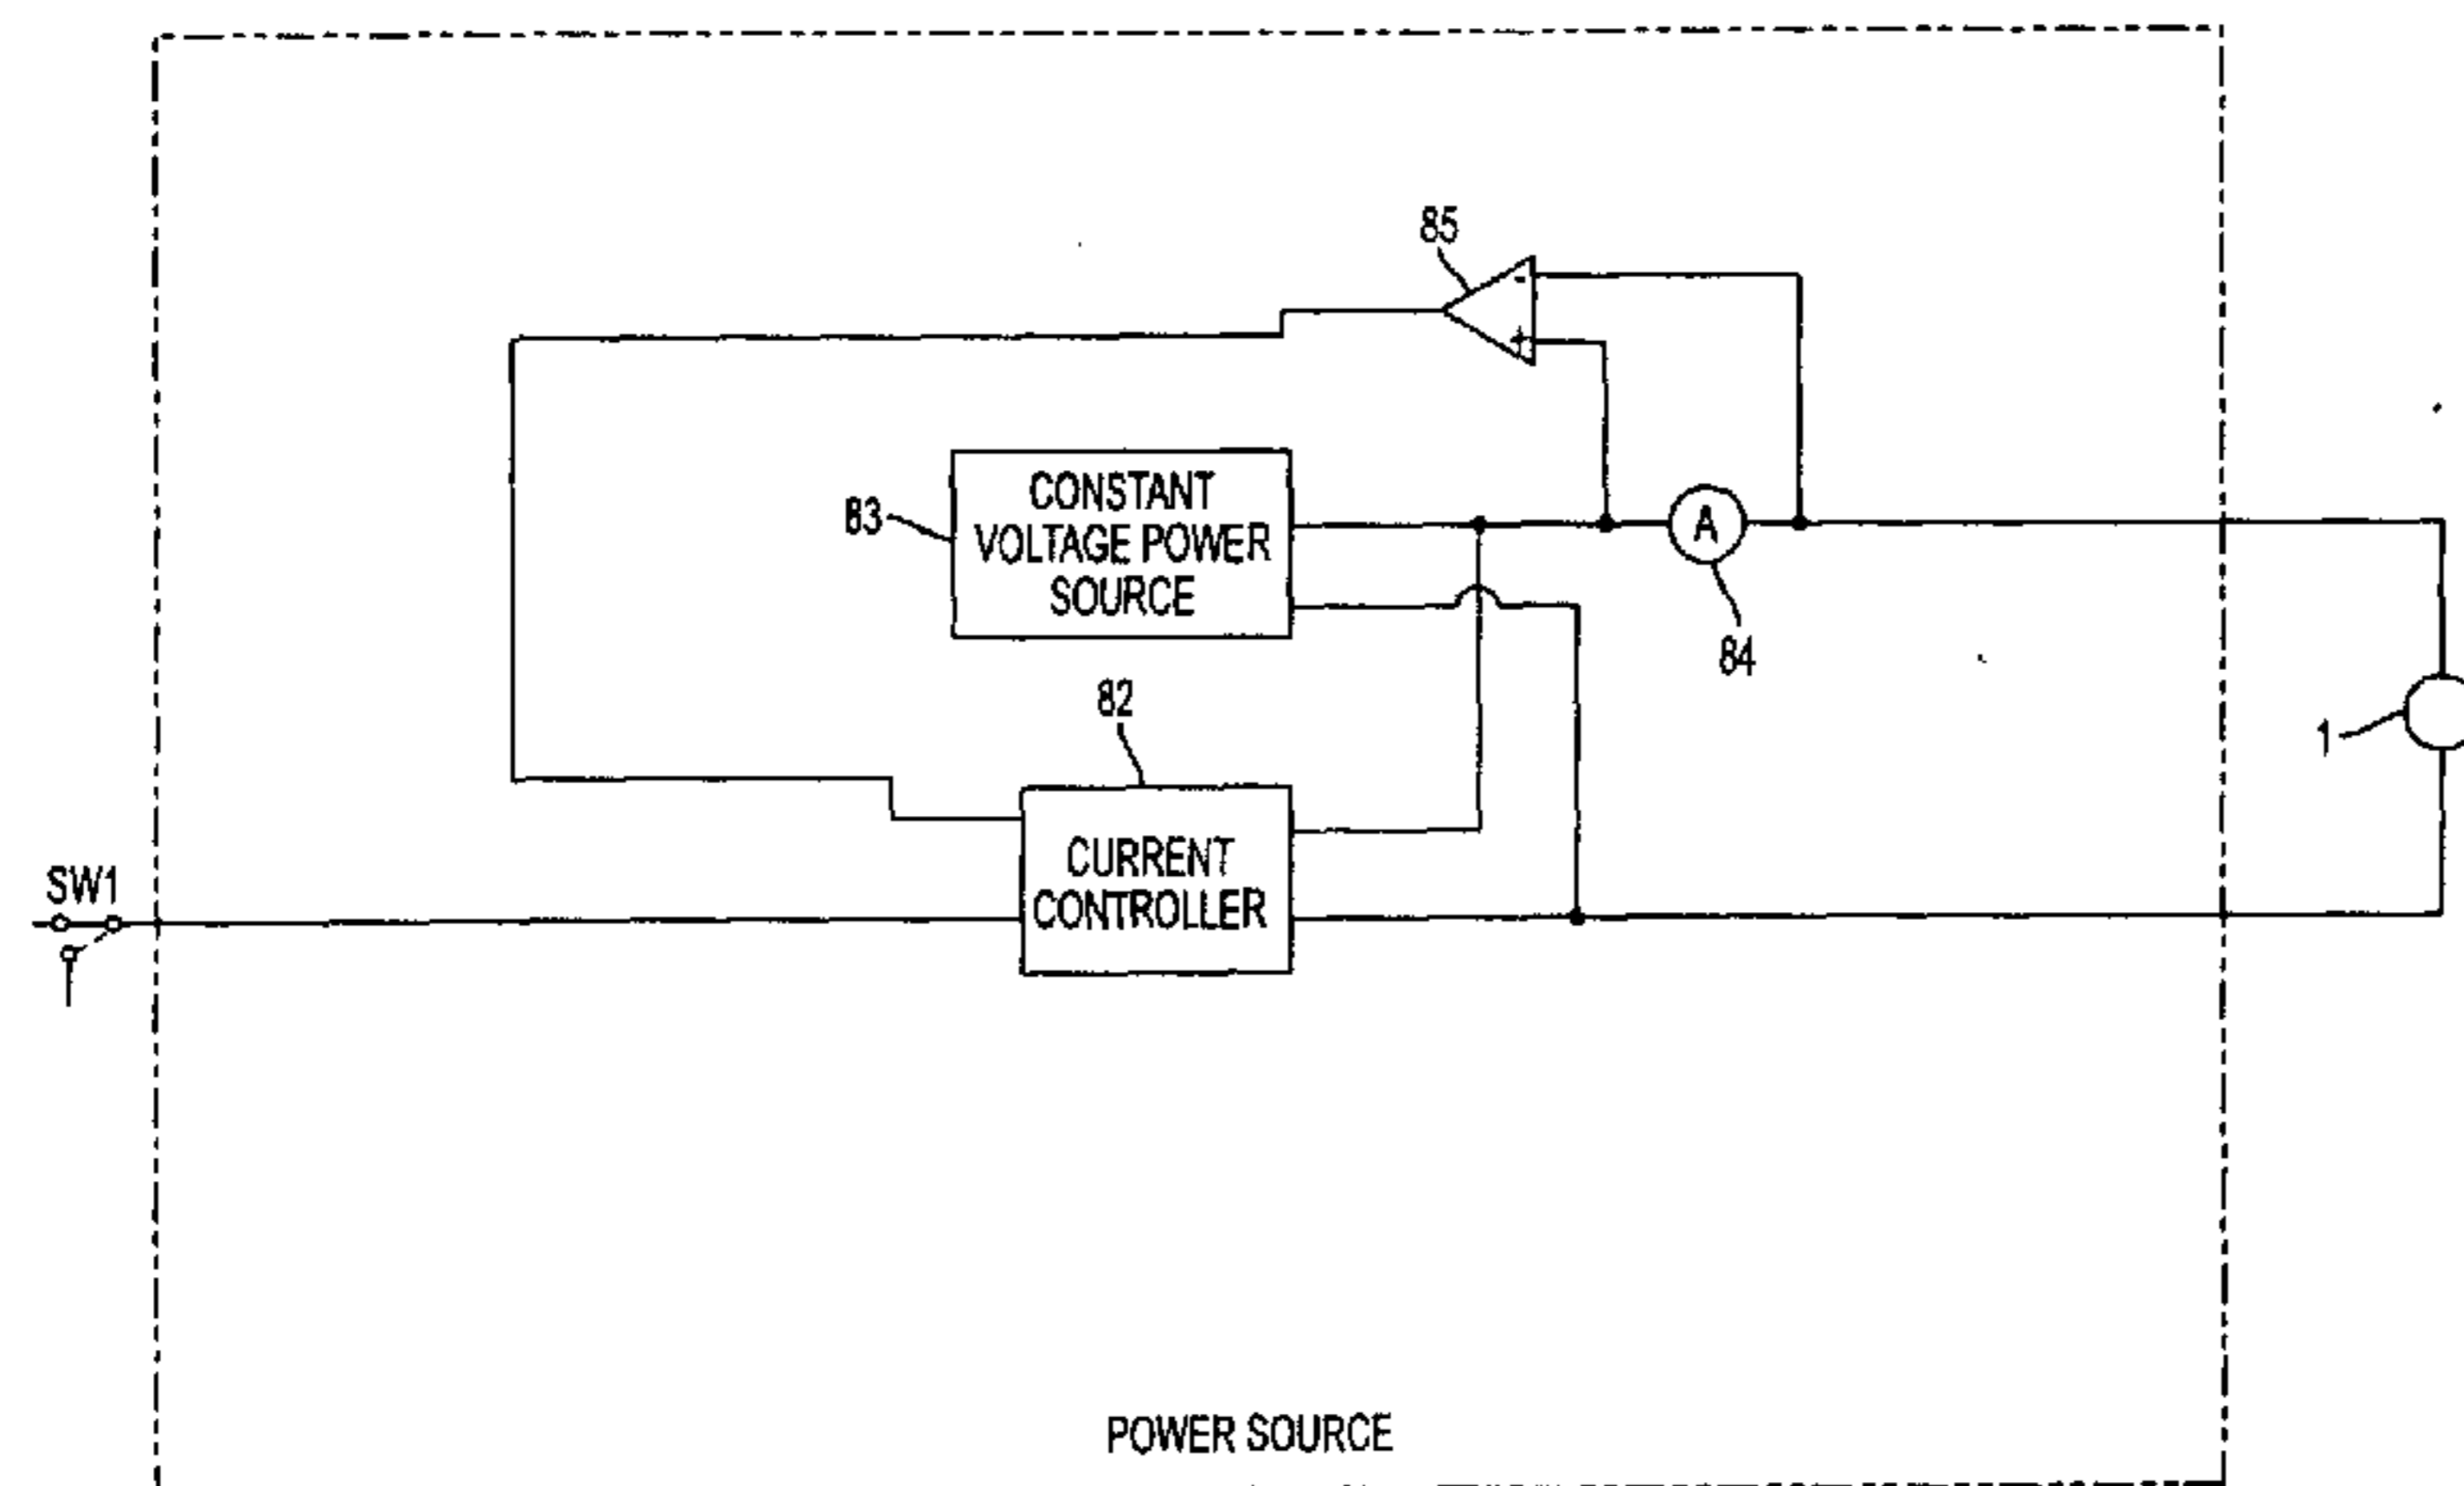 85
-
+
83
CONSTANT
VOLTAGE POWER
SOURCE
A
84
82
1
CURRENT
CONTROLLER
SW1
POWER SOURCE